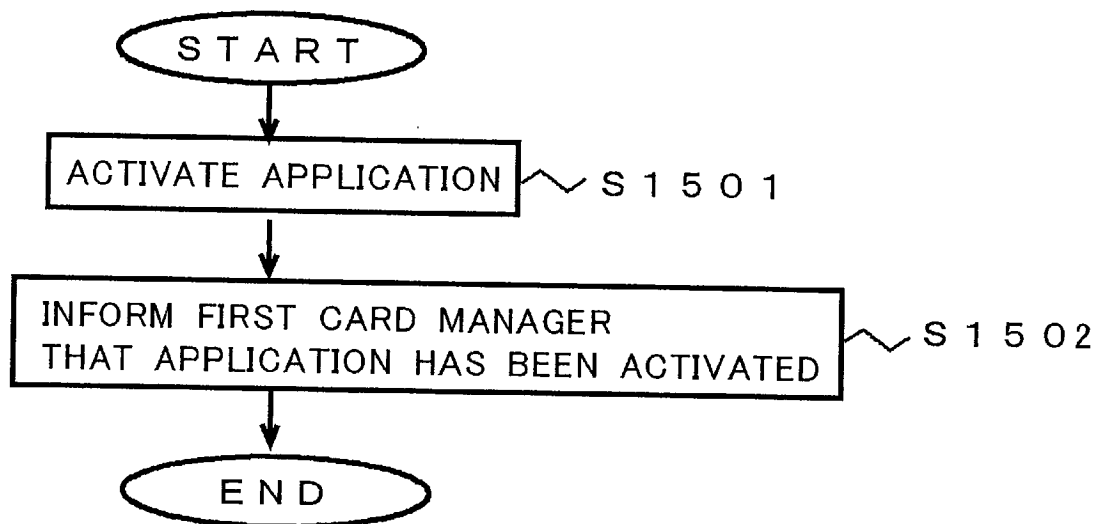 START
ACTIVATE APPLICATION
S1501
INFORM FIRST CARD MANAGER
THAT APPLICATION HAS BEEN ACTIVATED
S1502
END